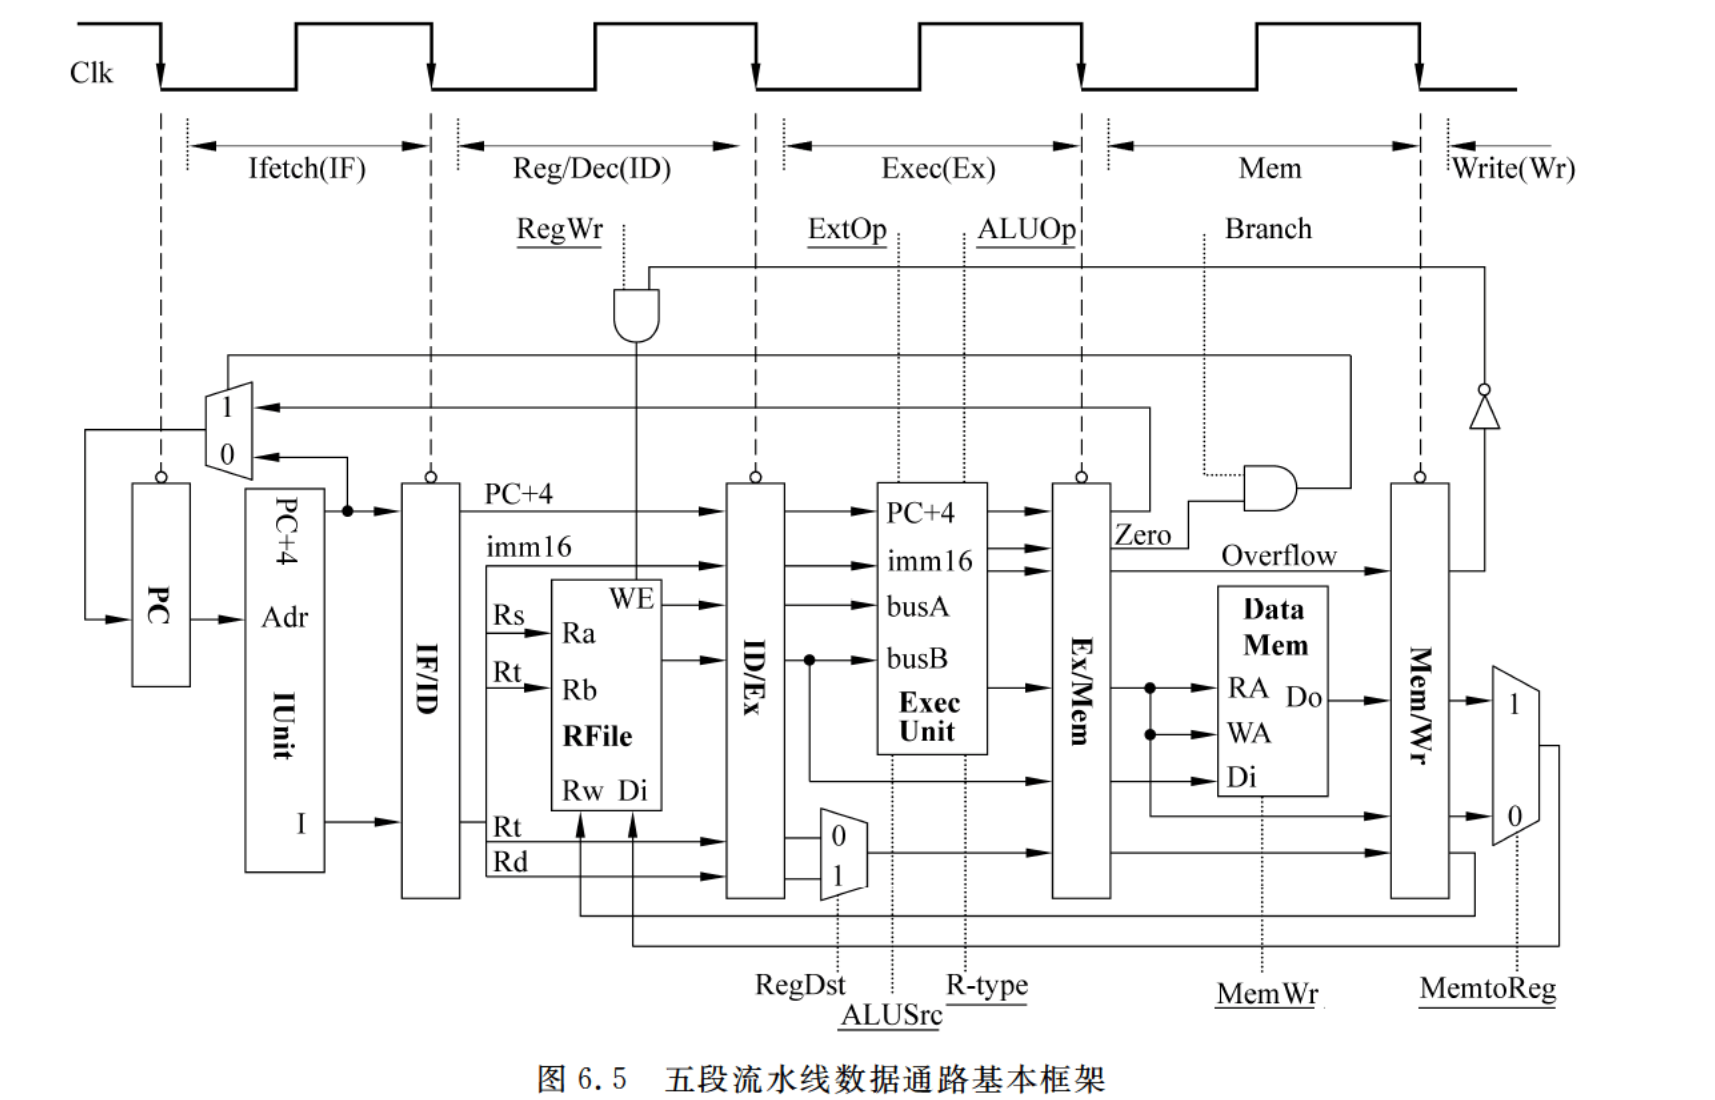 Clk
Ifetch(IF)
Reg/Dec(ID)
Exec(Ex)
Mem
Write(Wr)
RegWr
ExtOp
ALUOp
Branch
1
0
PC+4
PC+4
imm16
PC+4
imm16
Zero
Overflow
PC
Adr
IUnit
I
IF/ID
Rs
Rt
WE
Ra
Rb
RFile
Rw Di
Rt
Rd
ID/Ex
busA
busB
Exec
Unit
0
1
Ex/Mem
Data
Mem
RA
Do
WA
Di
Mem/Wr
1
0
RegDst
ALUSrc
R-type
MemWr
MemtoReg
图 6.5 五段流水线数据通路基本框架